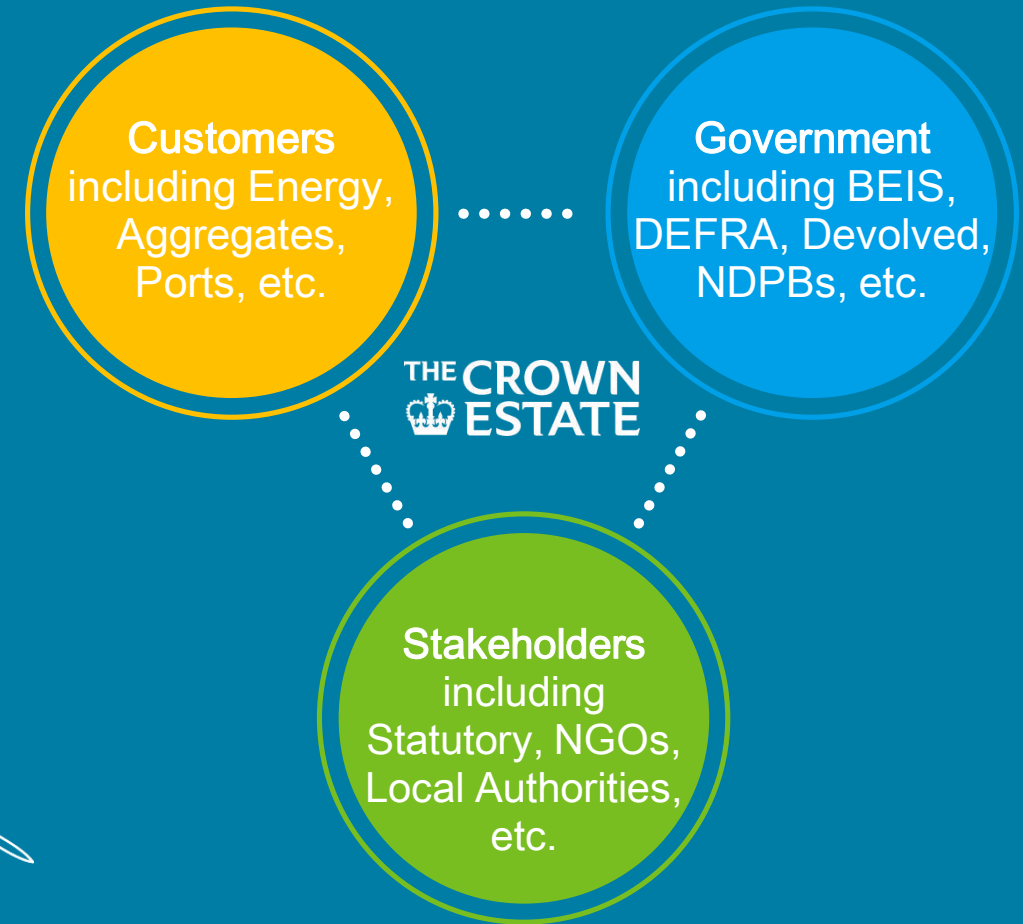 Customers
including Energy,
Aggregates,
Ports, etc.
Government
including BEIS,
DEFRA, Devolved,
NDPBs, etc.
THE CROWN
ESTATE
Stakeholders
including
Statutory, NGOs,
Local Authorities,
etc.